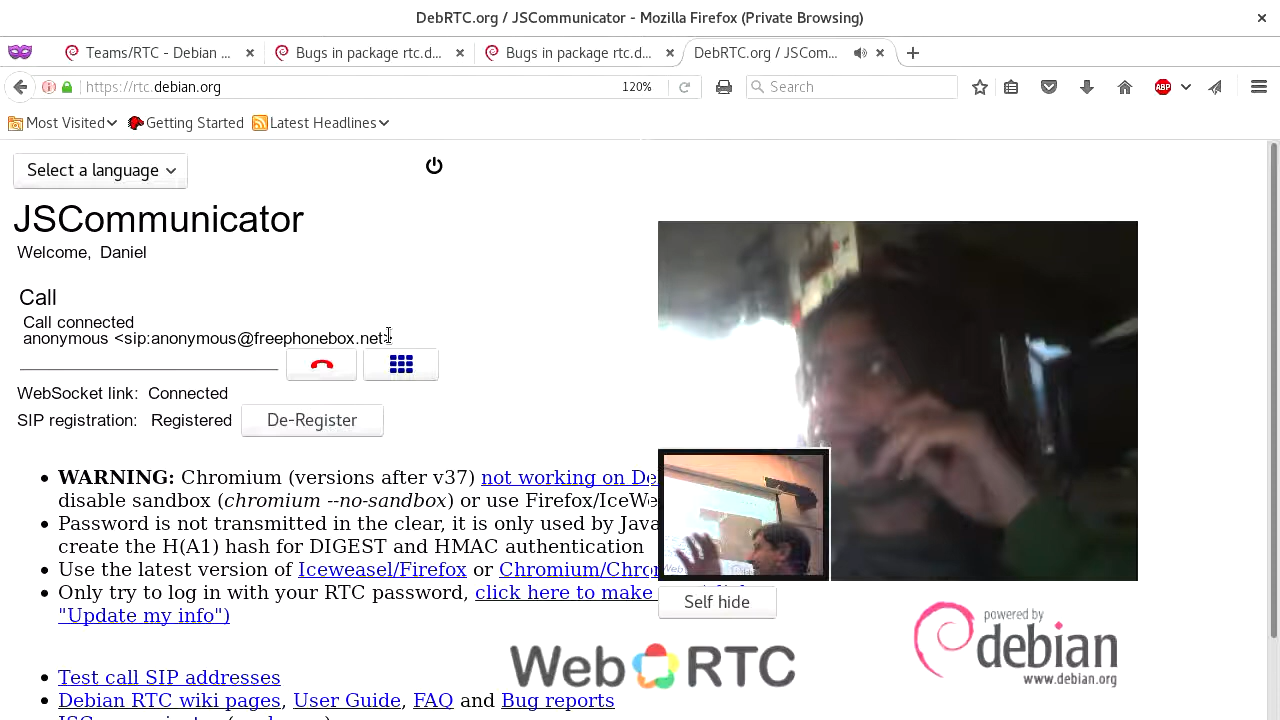 DebRTC.org / JSCommunicator - Mozilla Firefox (Private Browsing)
Teams/RTC - Debian ...
Bugs in package rtc.d...
Bugs in package rtc.d...
DebRTC.org / JSCom...
https://rtc.debian.org
120%
Search
ABP
Most Visited
Getting Started
Latest Headlines
Select a language
JSCommunicator
Welcome, Daniel
Call
Call connected
anonymous <sip:anonymous@freephonebox.net>
WebSocket link: Connected
SIP registration: Registered
De-Register
WARNING: Chromium (versions after v37) not working on De
disable sandbox (chromium --no-sandbox) or use Firefox/IceWe
Password is not transmitted in the clear, it is only used by Java
create the H(A1) hash for DIGEST and HMAC authentication
Use the latest version of Iceweasel/Firefox or Chromium/Chro
Only try to log in with your RTC password, click here to make
"Update my info")
Self hide
Web RTC
powered by
debian
www.debian.org
Test call SIP addresses
Debian RTC wiki pages, User Guide, FAQ and Bug reports